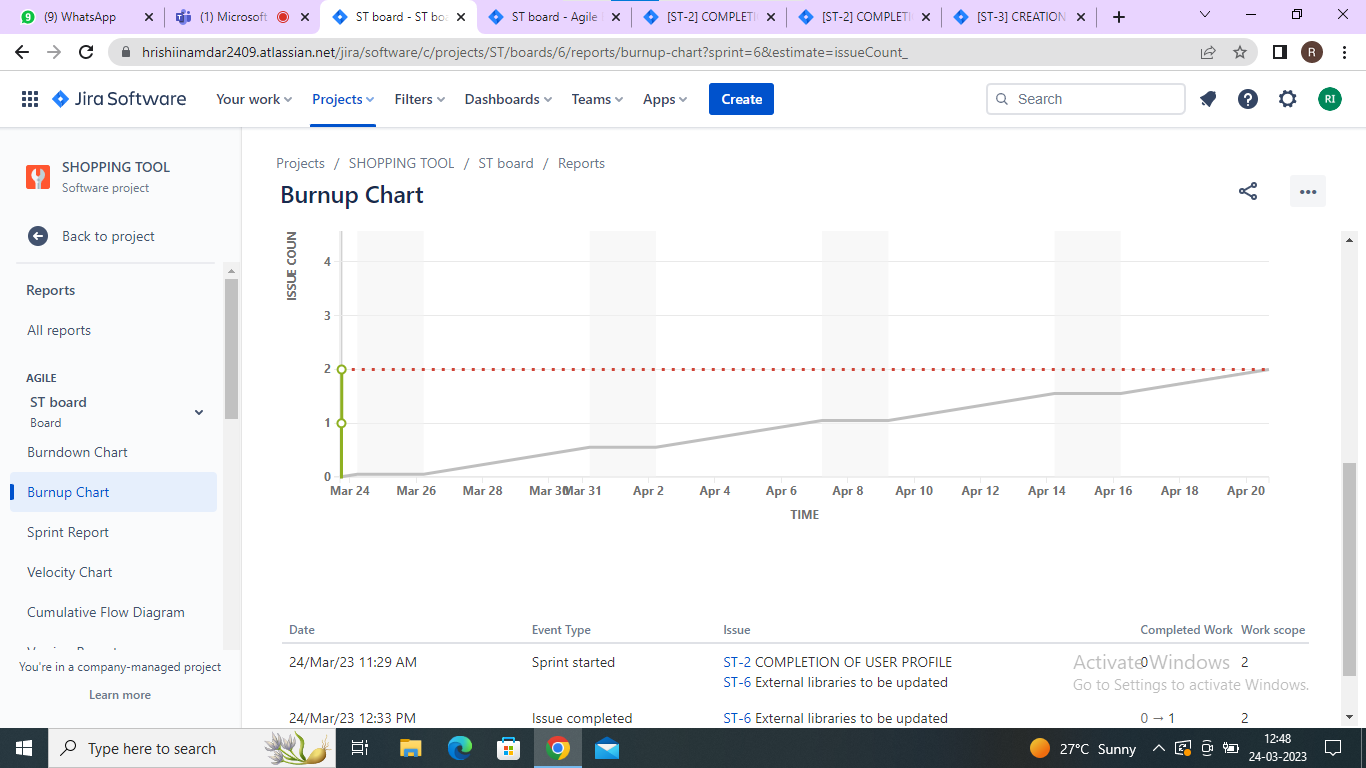 (9) WhatsApp
(1) Microsoft
ST board - ST bo
ST board - Agile
[ST-2] COMPLETI
[ST-2] COMPLETI
[ST-3] CREATION
hrishiinamdar2409.atlassian.net/jira/software/c/projects/ST/boards/6/reports/burnup-chart?sprint=6&estimate=issueCount_
R
Jira Software
Your work
Projects
Filters
Dashboards
Teams
Apps
Create
Search
RI
SHOPPING TOOL
Software project
Back to project
Reports
All reports
AGILE
ST board
Board
Burndown Chart
Burnup Chart
Sprint Report
Velocity Chart
Cumulative Flow Diagram
You're in a company-managed project
Learn more
Projects / SHOPPING TOOL / ST board / Reports
Burnup Chart
ISSUE COUN
4
3
2
1
0
Mar 24 Mar 26 Mar 28 Mar 30 Mar 31 Apr 2 Apr 4 Apr 6 Apr 8 Apr 10 Apr 12 Apr 14 Apr 16 Apr 18 Apr 20
TIME
Date Event Type Issue Completed Work Work scope
24/Mar/23 11:29 AM Sprint started ST-2 COMPLETION OF USER PROFILE 0 2
ST-6 External libraries to be updated
24/Mar/23 12:33 PM Issue completed ST-6 External libraries to be updated 0 → 1 2
Activate Windows
Go to Settings to activate Windows.
Type here to search
27°C Sunny
12:48
24-03-2023